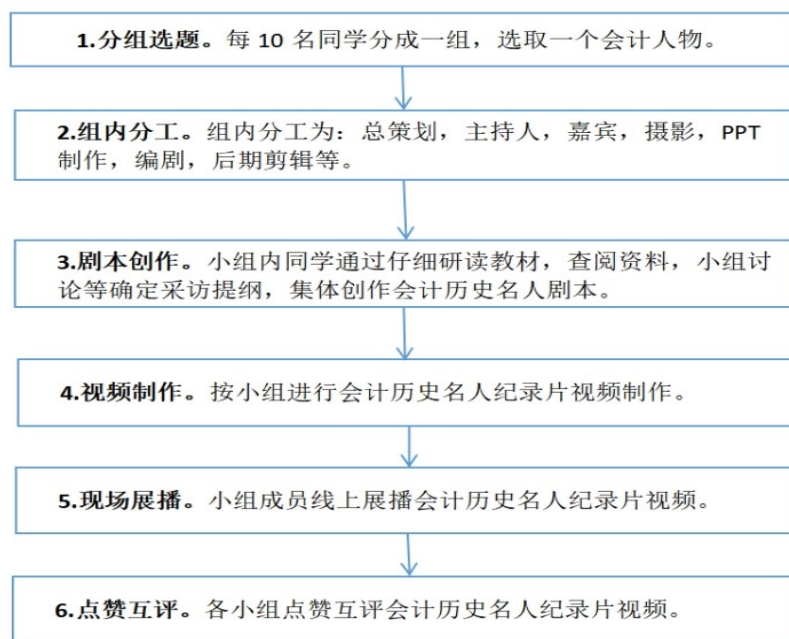 1.分组选题。每 10 名同学分成一组，选取一个会计人物。
2.组内分工。组内分工为：总策划，主持人，嘉宾，摄影，PPT
制作，编剧，后期剪辑等。
3.剧本创作。小组内同学通过仔细研读教材，查阅资料，小组讨
论等确定采访提纲，集体创作会计历史名人剧本。
4.视频制作。按小组进行会计历史名人纪录片视频制作。
5.现场展播。小组成员线上展播会计历史名人纪录片视频。
6.点赞互评。各小组点赞互评会计历史名人纪录片视频。